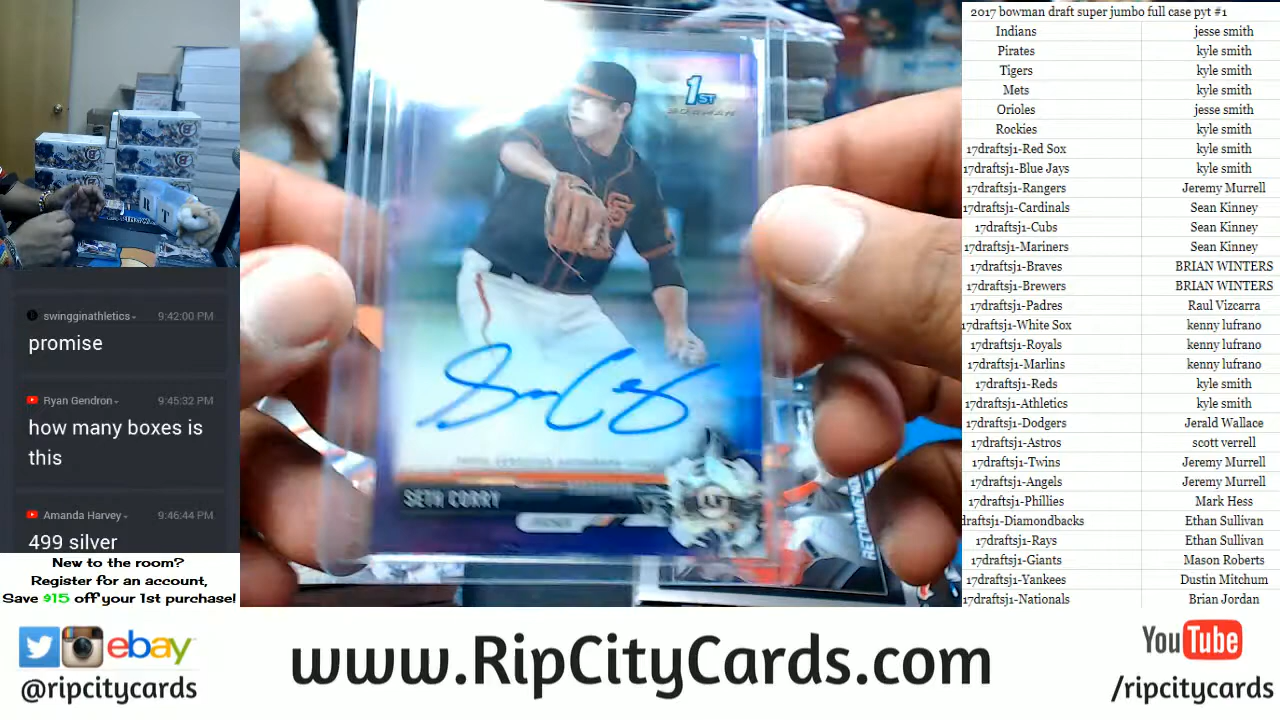 swingginathletics 9:42:00 PM
promise
Ryan Gendron 9:45:32 PM
how many boxes is
this
Amanda Harvey 9:46:44 PM
499 silver
New to the room?
Register for an account,
Save $15 off your 1st purchase!
1ST
BOWMAN
SETH CORRY
2017 bowman draft super jumbo full case pyt #1
Indians jesse smith
Pirates kyle smith
Tigers kyle smith
Mets kyle smith
Orioles jesse smith
Rockies kyle smith
17draftsj1-Red Sox kyle smith
17draftsj1-Blue Jays kyle smith
17draftsj1-Rangers Jeremy Murrell
17draftsj1-Cardinals Sean Kinney
17draftsj1-Cubs Sean Kinney
17draftsj1-Mariners Sean Kinney
17draftsj1-Braves BRIAN WINTERS
17draftsj1-Brewers BRIAN WINTERS
17draftsj1-Padres Raul Vizcarra
17draftsj1-White Sox kenny lufrano
17draftsj1-Royals kenny lufrano
17draftsj1-Marlins kenny lufrano
17draftsj1-Reds kyle smith
17draftsj1-Athletics kyle smith
17draftsj1-Dodgers Jerald Wallace
17draftsj1-Astros scott verrell
17draftsj1-Twins Jeremy Murrell
17draftsj1-Angels Jeremy Murrell
17draftsj1-Phillies Mark Hess
draftsj1-Diamondbacks Ethan Sullivan
17draftsj1-Rays Ethan Sullivan
17draftsj1-Giants Mason Roberts
17draftsj1-Yankees Dustin Mitchum
17draftsj1-Nationals Brian Jordan
ebay
@ripcitycards
www.RipCityCards.com
YouTube
/ripcitycards